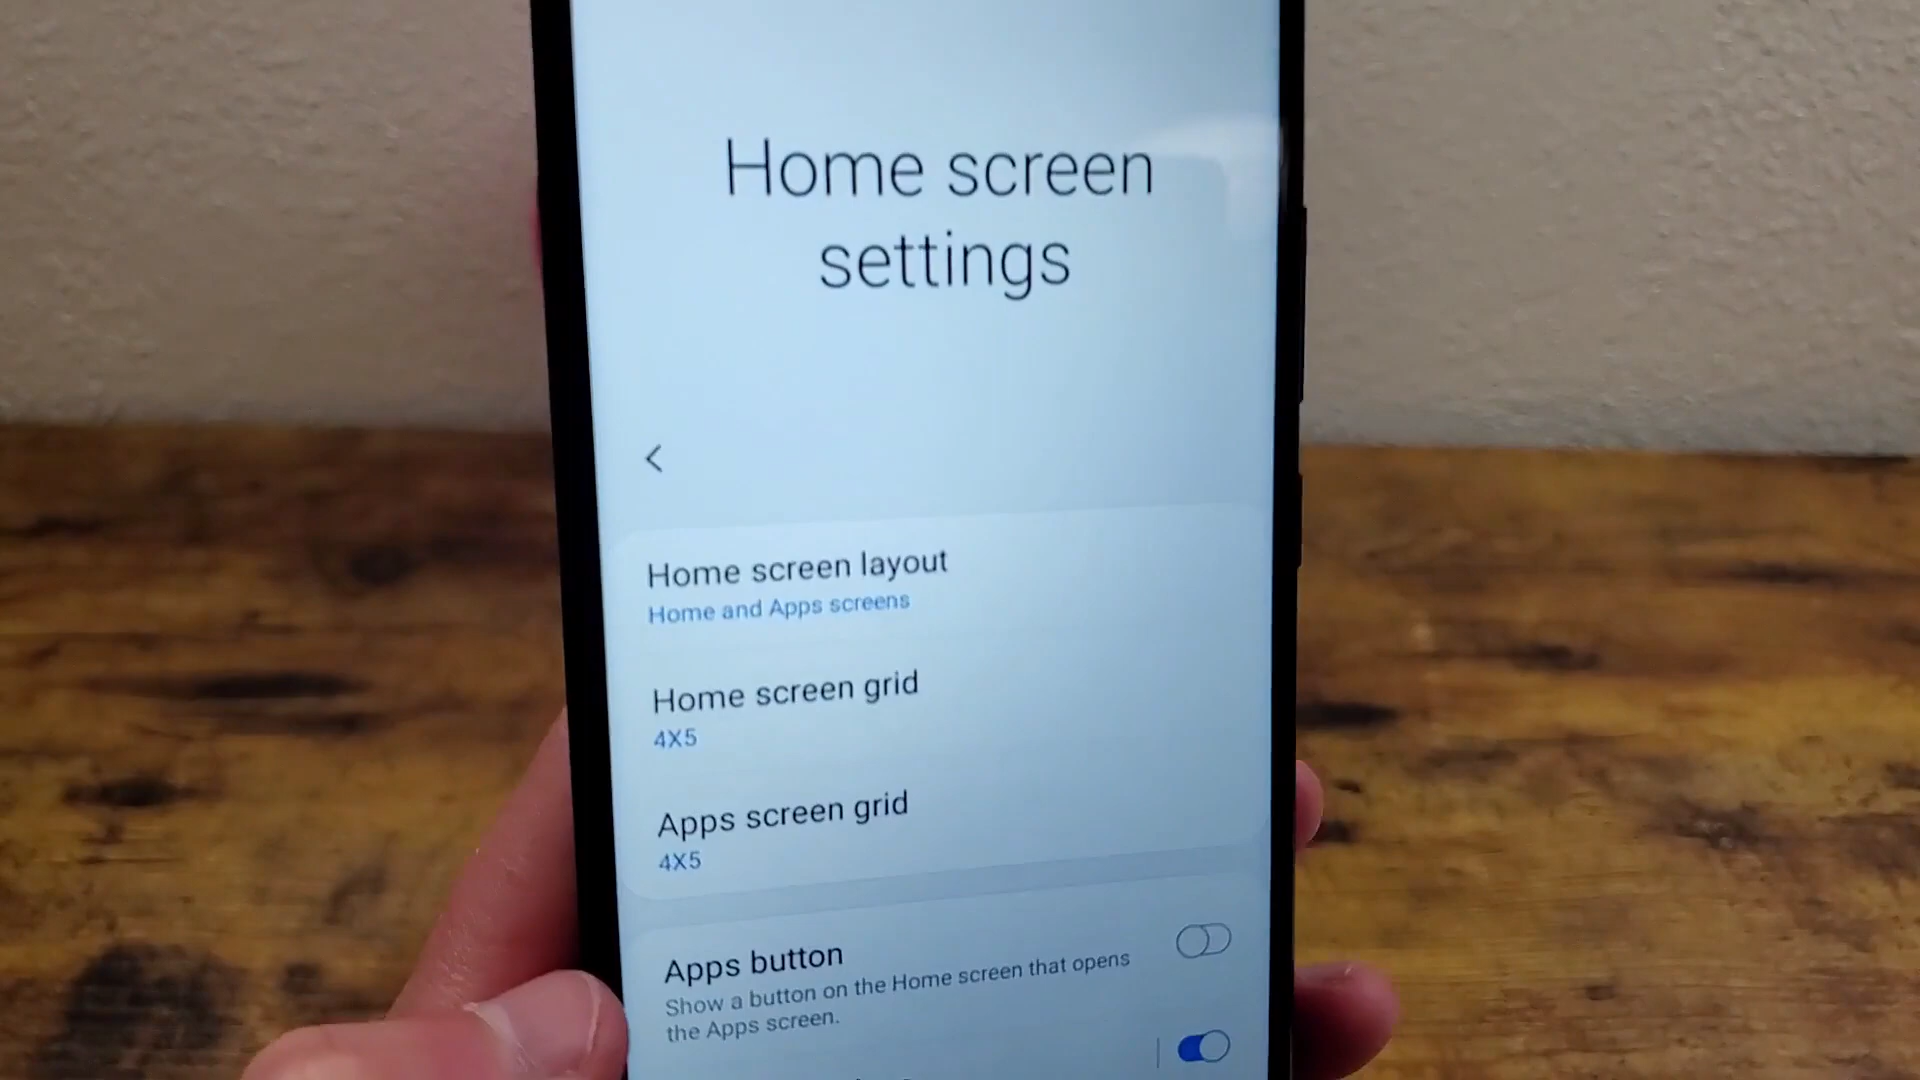 Home screen
settings
Home screen layout
Home and Apps screens
Home screen grid
4X5
Apps screen grid
4X5
Apps button
Show a button on the Home screen that opens
the Apps screen.